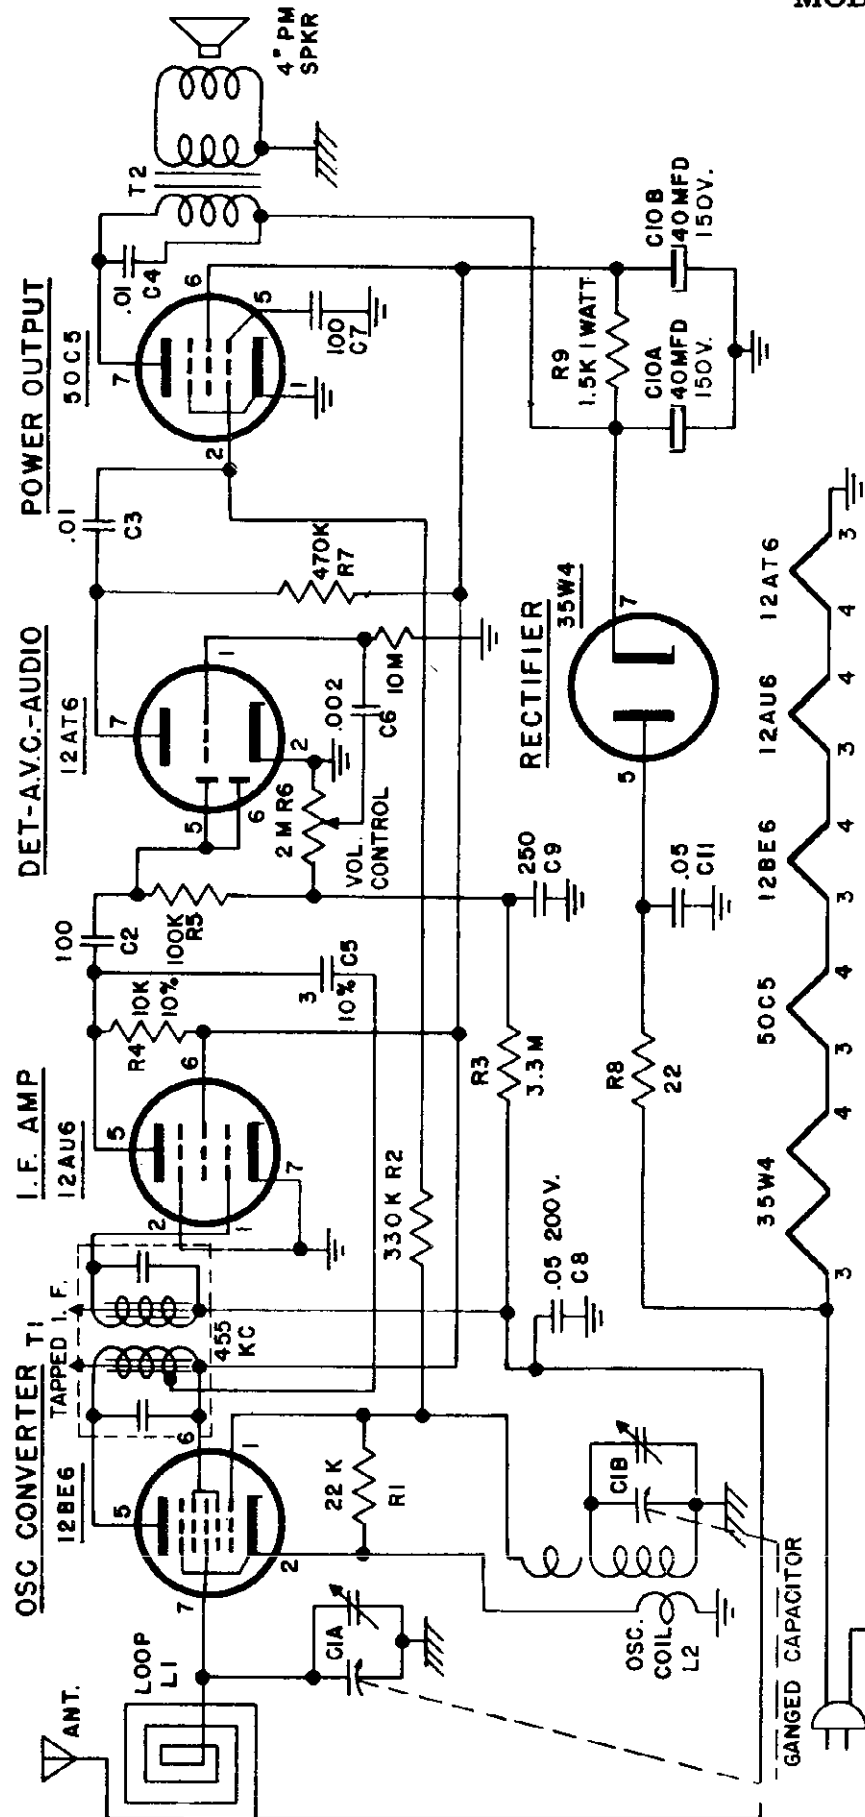 MOD
OSC CONVERTER
12BE6
T1
TAPPED I.F.
455
KC
I.F. AMP
12AU6
DET-A.V.C.-AUDIO
12AT6
POWER OUTPUT
50C5
ANT.
LOOP
L1
5
6
7
1
2
22 K
R1
C1A
OSC.
COIL
L2
C1B
GANGED CAPACITOR
5
2
1
6
7
R4
10K
10%
3
C5
10%
100
C2
100K
R5
330 K R2
5
6
7
1
2
2 M R6
VOL.
CONTROL
.002
C6
10M
470K
R7
.01
C3
7
2
6
5
1
.01
C4
100
C7
T2
4" PM
SPKR
R3
3.3 M
.05 200V.
C8
250
C9
R8
22
.05
C11
RECTIFIER
35W4
5
7
R9
1.5K 1 WATT
C10A
40MFD
150V.
C10B
40MFD
150V.
35W4
3
4
50C5
3
4
12BE6
3
4
12AU6
3
4
12AT6
4
3